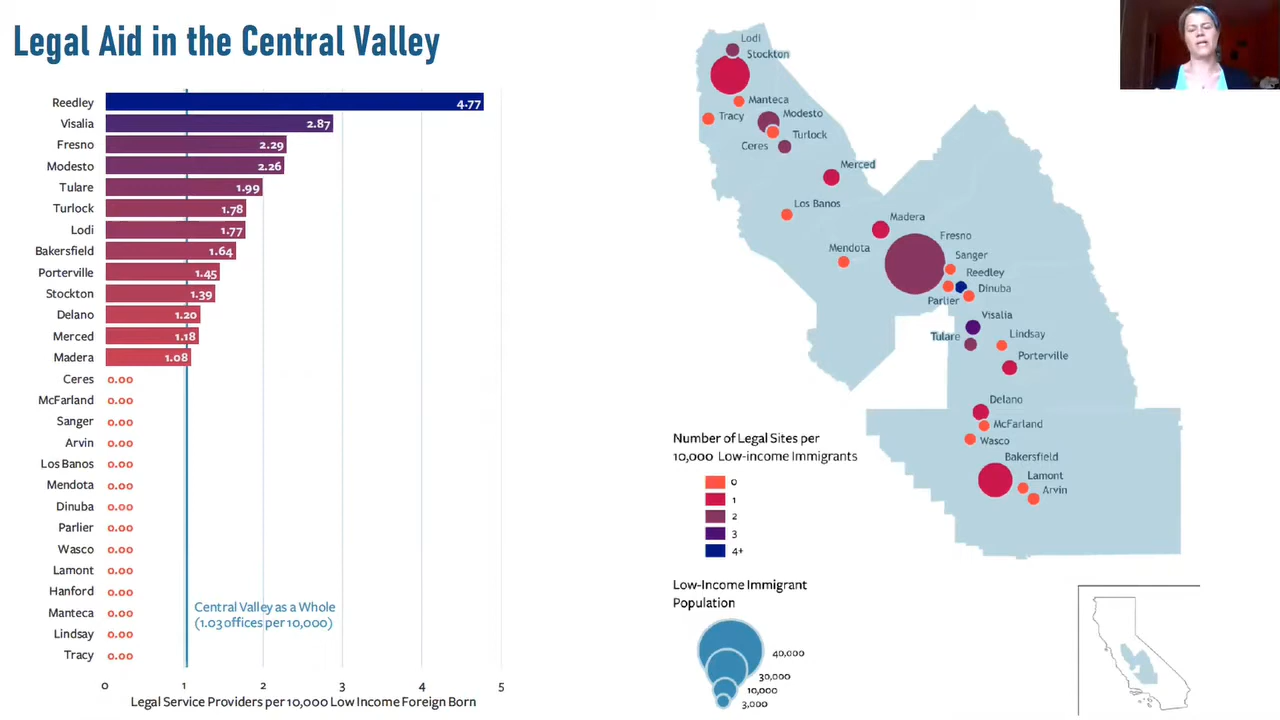 Legal Aid in the Central Valley
Reedley 4.77
Visalia 2.87
Fresno 2.29
Modesto 2.26
Tulare 1.99
Turlock 1.78
Lodi 1.77
Bakersfield 1.64
Porterville 1.45
Stockton 1.39
Delano 1.20
Merced 1.18
Madera 1.08
Ceres 0.00
McFarland 0.00
Sanger 0.00
Arvin 0.00
Los Banos 0.00
Mendota 0.00
Dinuba 0.00
Parlier 0.00
Wasco 0.00
Lamont 0.00
Hanford 0.00
Manteca 0.00
Lindsay 0.00
Tracy 0.00
Central Valley as a Whole
(1.03 offices per 10,000)
0 1 2 3 4 5
Legal Service Providers per 10,000 Low Income Foreign Born
Lodi
Stockton
Manteca
Tracy
Modesto
Turlock
Ceres
Merced
Los Banos
Madera
Mendota
Fresno
Sanger
Reedley
Dinuba
Parlier
Visalia
Tulare
Lindsay
Porterville
Delano
McFarland
Wasco
Bakersfield
Lamont
Arvin
Number of Legal Sites per
10,000 Low-income Immigrants
0
1
2
3
4+
Low-Income Immigrant
Population
40,000
30,000
10,000
3,000